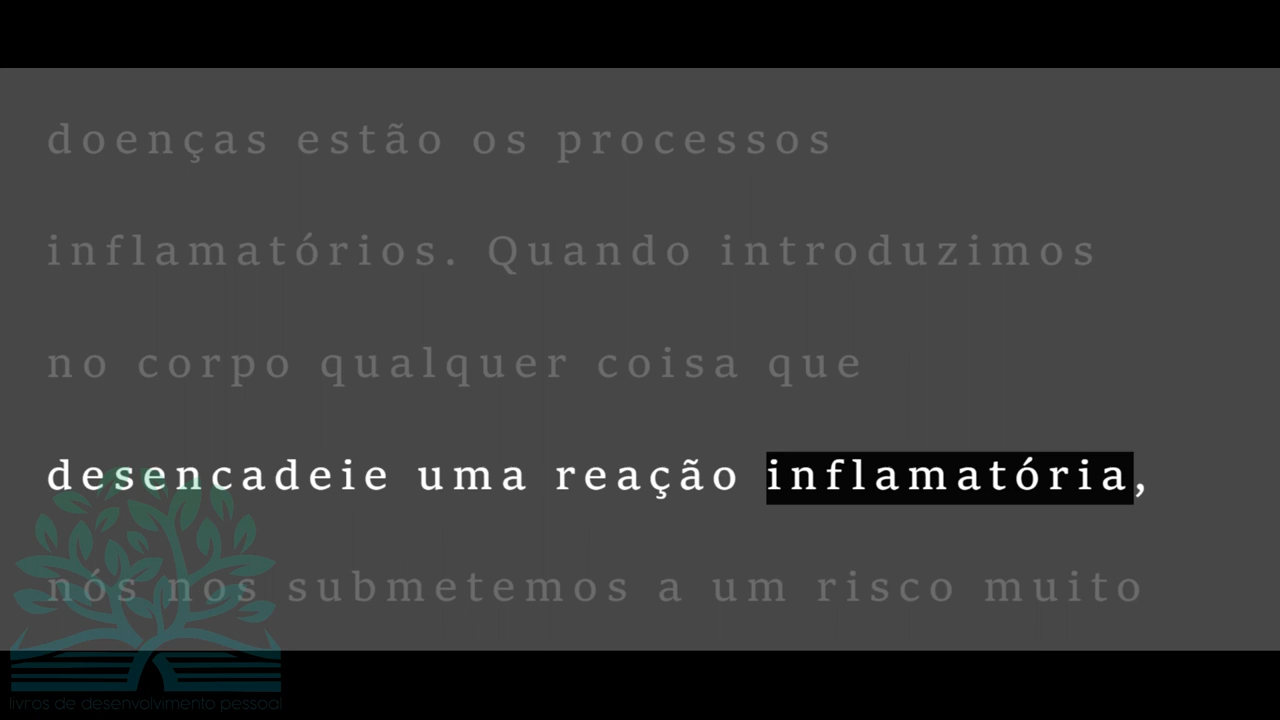 doenças estão os processos
inflamatórios. Quando introduzimos
no corpo qualquer coisa que
desencadeie uma reação inflamatória,
nós nos submetemos a um risco muito
livros de desenvolvimento pessoal